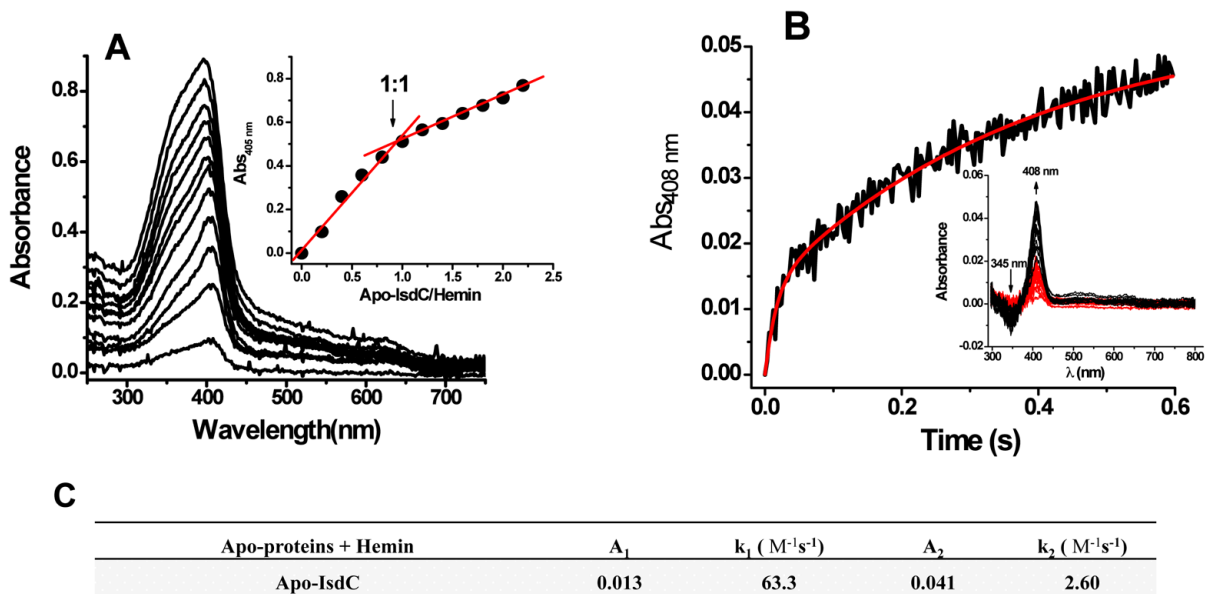 A
B
1:1
Absorbance
0.8
0.6
0.4
0.2
0.0
300 400 500 600 700
Wavelength(nm)
Abs405 nm
0.8
0.6
0.4
0.2
0.0
0.0 0.5 1.0 1.5 2.0 2.5
Apo-IsdC/Hemin
Abs408 nm
0.05
0.04
0.03
0.02
0.01
0.00
0.0 0.2 0.4 0.6
Time (s)
Absorbance
408 nm
345 nm
0.06
0.04
0.02
0.00
-0.02
300 400 500 600 700 800
λ (nm)
C
Apo-proteins + Hemin A₁ k₁ ( M⁻¹s⁻¹) A₂ k₂ ( M⁻¹s⁻¹)
Apo-IsdC 0.013 63.3 0.041 2.60